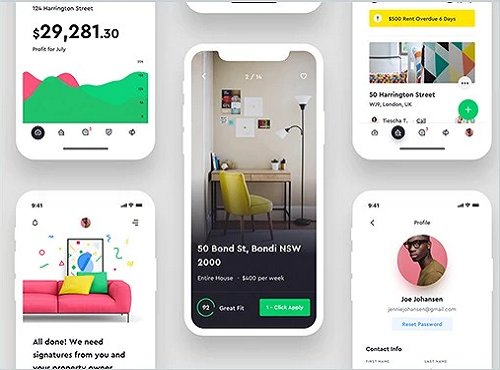 124 Harrington Street
$29,281.30
Profit for July
2 / 14
50 Bond St, Bondi NSW
2000
Entire House · $400 per week
92 Great Fit
1 - Click Apply
$500 Rent Overdue 6 Days
50 Harrington Street
WJ9, London, UK
Tiescha T. Call
9:41
All done! We need
signatures from you and
your property owner
9:41
Profile
Joe Johansen
jenniejohansen@gmail.com
Reset Password
Contact Info
FIRST NAME LAST NAME